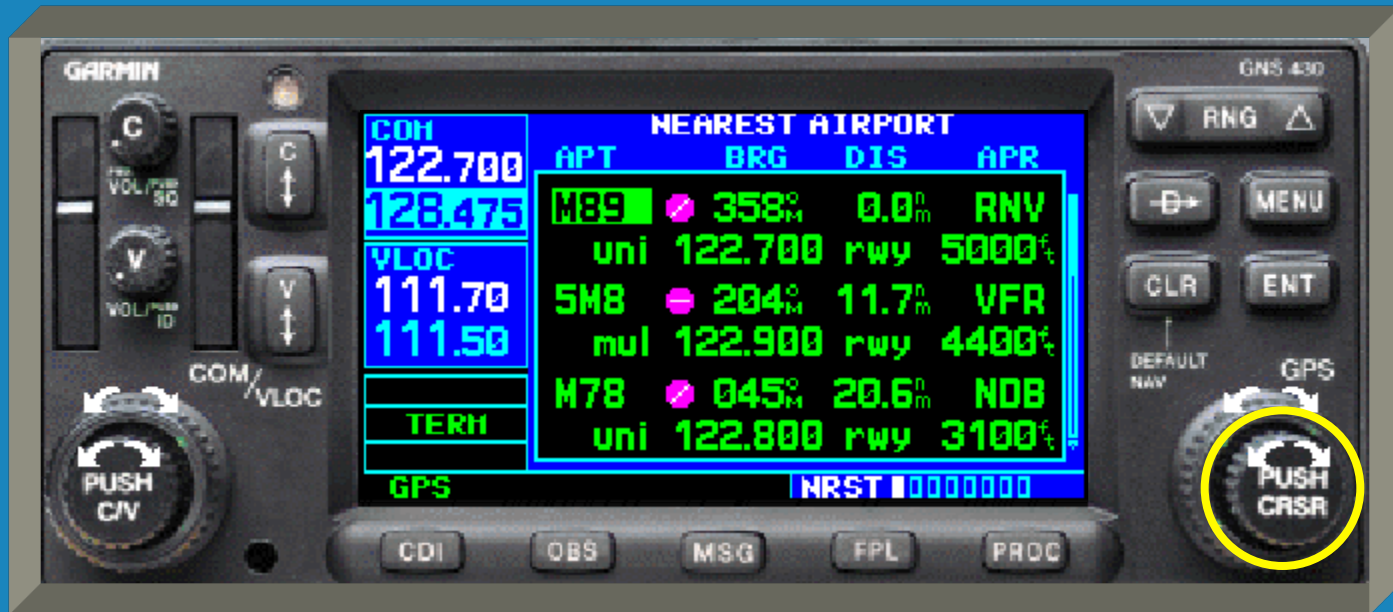 GARMIN
GNS 430
C
PUSH
VOL/SQ
C
V
VOL/PUSH ID
V
COM/VLOC
PUSH
C/V
COM
122.700
128.475
VLOC
111.70
111.50
TERM
GPS
NEAREST AIRPORT
APT BRG DIS APR
M89 358°M 0.0nm RNV
uni 122.700 rwy 5000ft
5M8 204°M 11.7nm VFR
mul 122.900 rwy 4400ft
M78 045°M 20.6nm NDB
uni 122.800 rwy 3100ft
NRST
RNG
D
MENU
CLR
ENT
DEFAULT
NAV
GPS
PUSH
CRSR
CDI
OBS
MSG
FPL
PROC